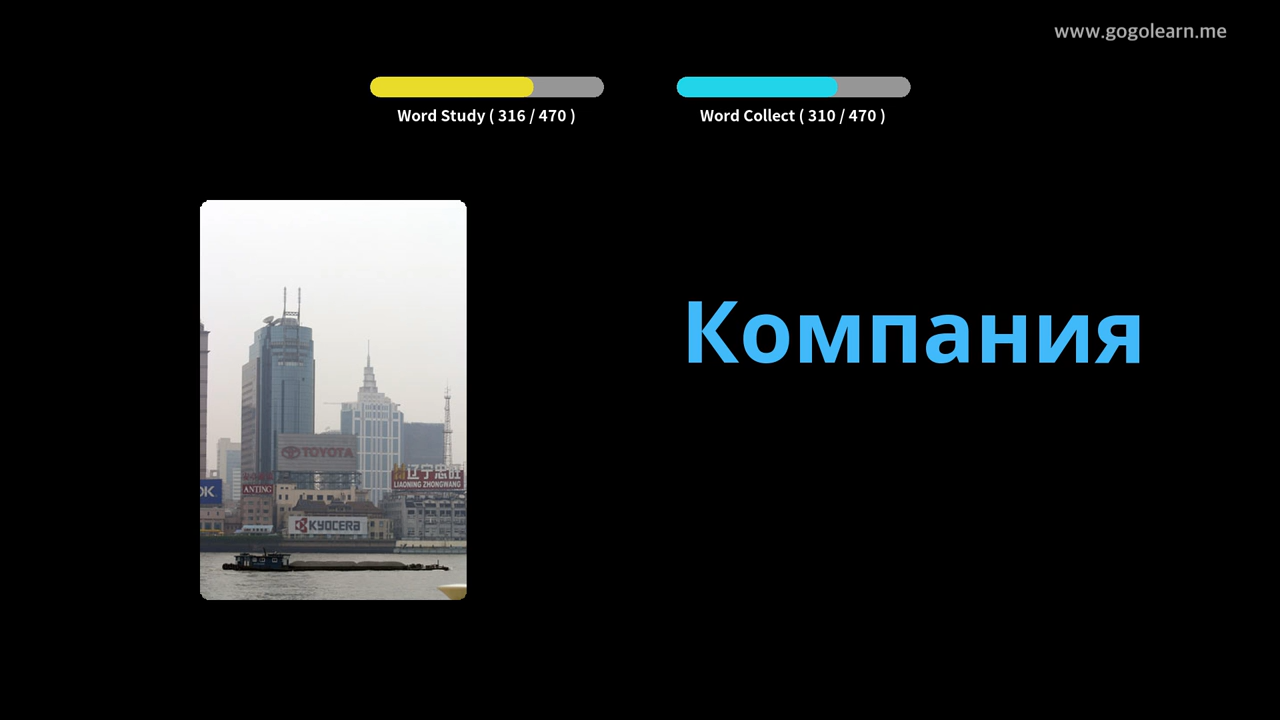 www.gogolearn.me
Word Study ( 316 / 470 )
Word Collect ( 310 / 470 )
Компания
TOYOTA
辽宁忠旺
LIAONING ZHONGWANG
ANTING
OK
KYOCERA